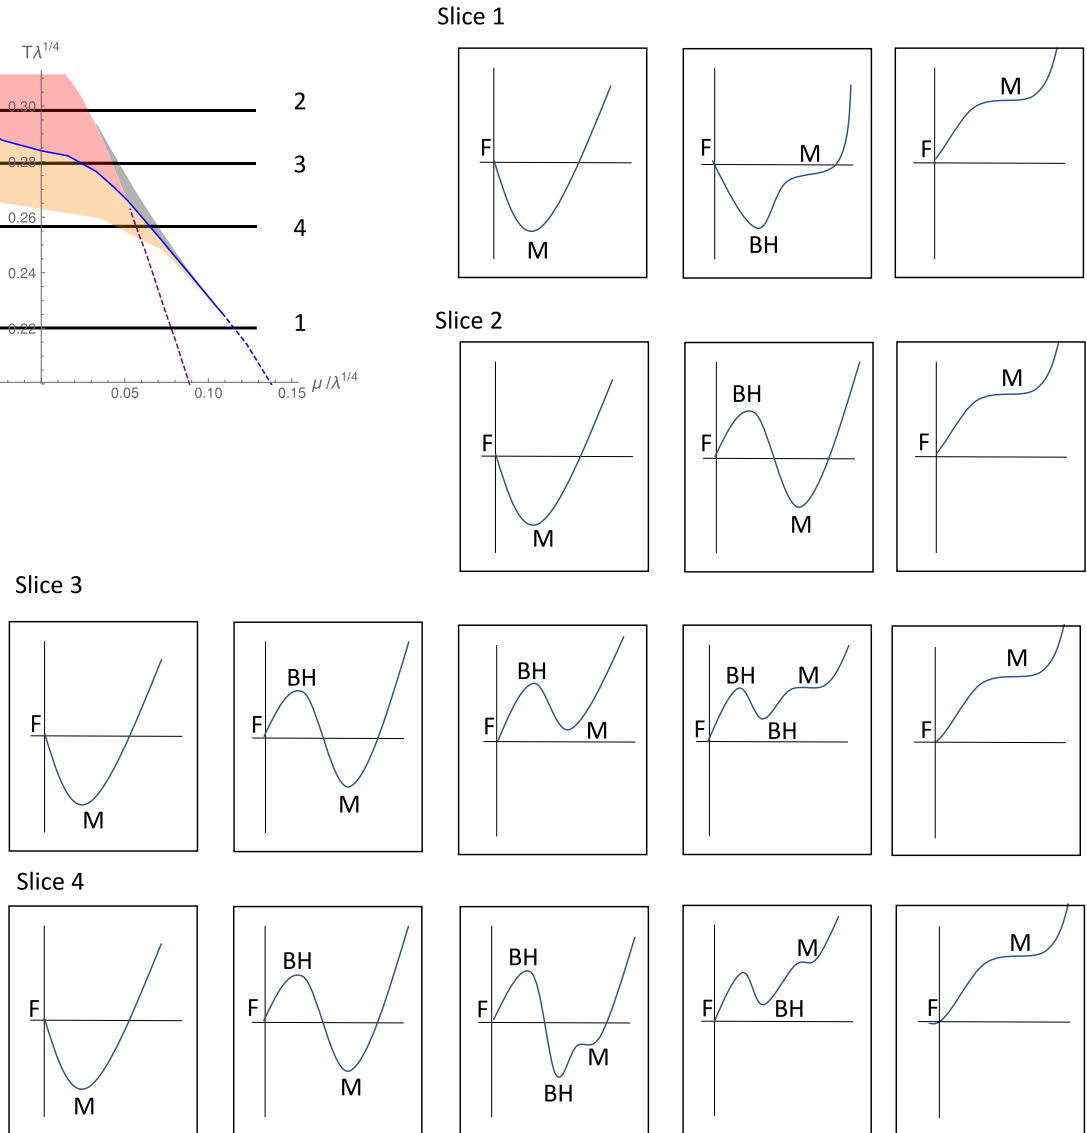 Slice 1
Tλ^1/4
0.30 2
0.28 3
0.26 4
0.24
0.22 1
0.05 0.10 0.15 μ/λ^1/4
F M
F M BH
F M
Slice 2
F M
F BH M
F M
Slice 3
F M
F BH M
F BH M
F BH BH M
F M
Slice 4
F M
F BH M
F BH BH M
F BH M
F M